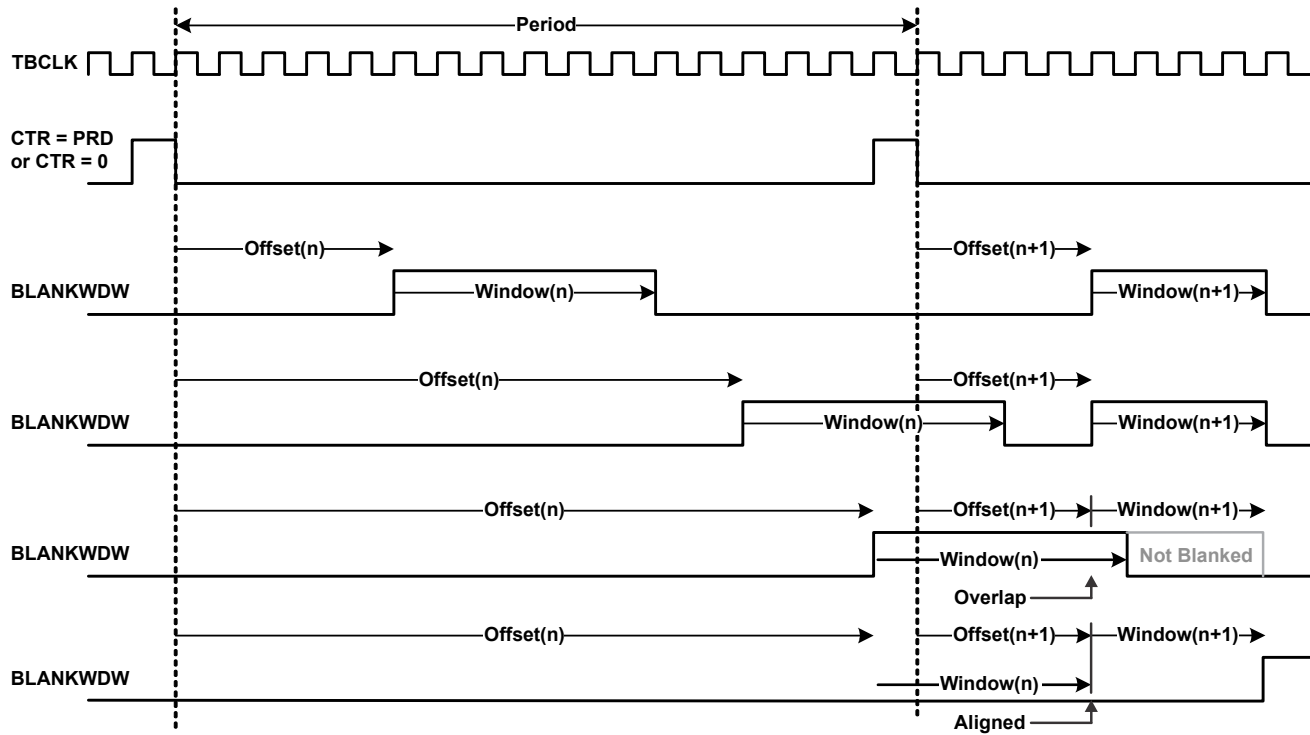 Period
TBCLK
CTR = PRD
or CTR = 0
Offset(n)
Offset(n+1)
BLANKWDW
Window(n)
Window(n+1)
Offset(n)
Offset(n+1)
BLANKWDW
Window(n)
Window(n+1)
Offset(n)
Offset(n+1)
Window(n+1)
BLANKWDW
Window(n)
Not Blanked
Overlap
Offset(n)
Offset(n+1)
Window(n+1)
BLANKWDW
Window(n)
Aligned